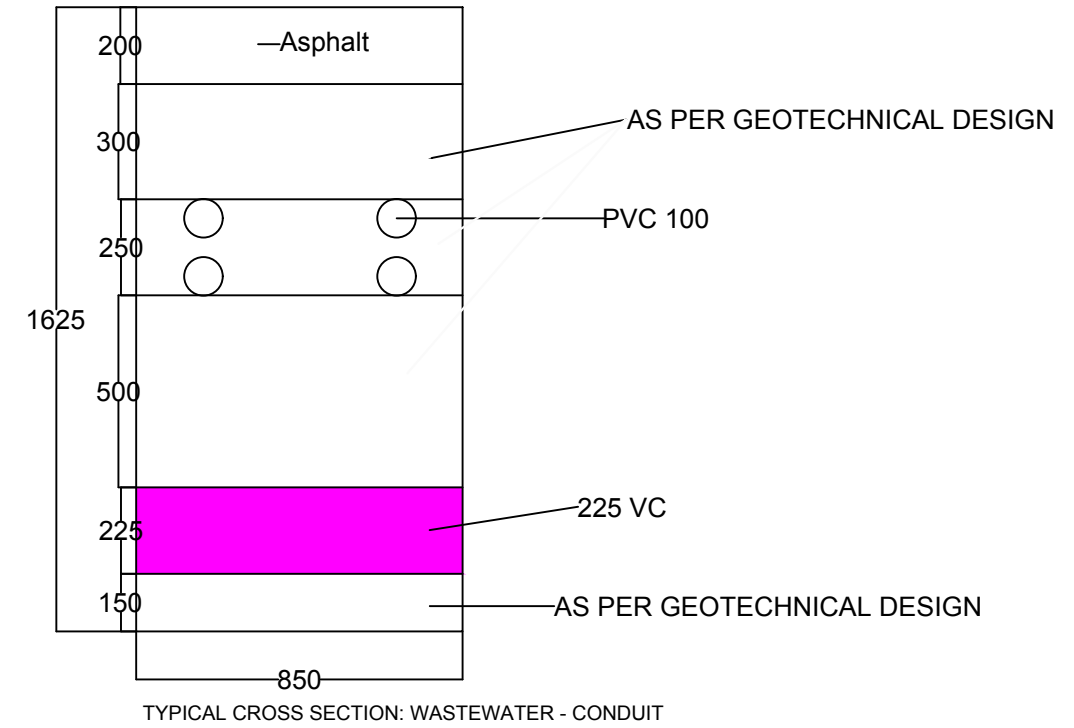 200
Asphalt
300
AS PER GEOTECHNICAL DESIGN
PVC 100
250
1625
500
225 VC
225
150
AS PER GEOTECHNICAL DESIGN
850
TYPICAL CROSS SECTION: WASTEWATER - CONDUIT